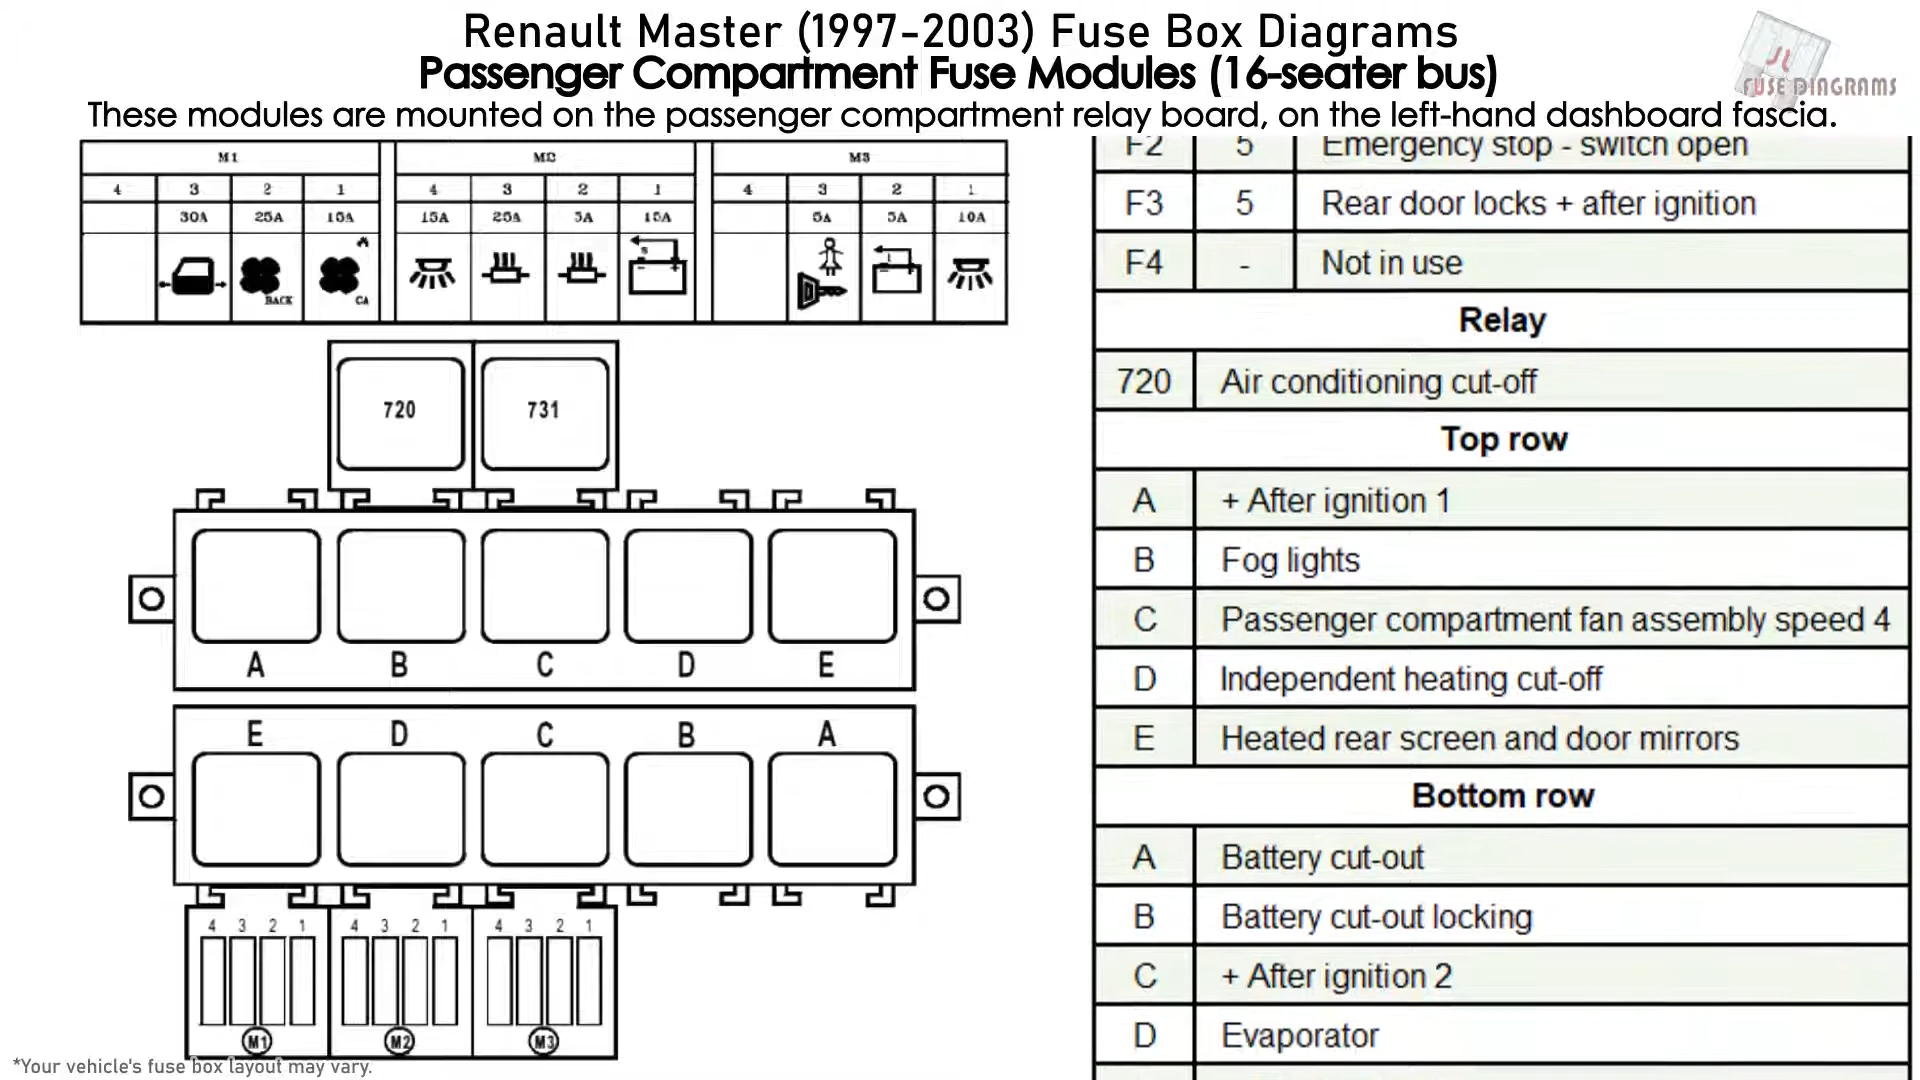 Renault Master (1997-2003) Fuse Box Diagrams
Passenger Compartment Fuse Modules (16-seater bus)
These modules are mounted on the passenger compartment relay board, on the left-hand dashboard fascia.
FUSE DIAGRAMS
M1 M2 M3
4 3 2 1 4 3 2 1 4 3 2 1
30A 25A 15A 15A 25A 5A 15A 5A 5A 10A
BACK CA
720 731
A B C D E
E D C B A
4 3 2 1 4 3 2 1 4 3 2 1
M1 M2 M3
*Your vehicle's fuse box layout may vary.
F2 5 Emergency stop - switch open
F3 5 Rear door locks + after ignition
F4 - Not in use
Relay
720 Air conditioning cut-off
Top row
A + After ignition 1
B Fog lights
C Passenger compartment fan assembly speed 4
D Independent heating cut-off
E Heated rear screen and door mirrors
Bottom row
A Battery cut-out
B Battery cut-out locking
C + After ignition 2
D Evaporator